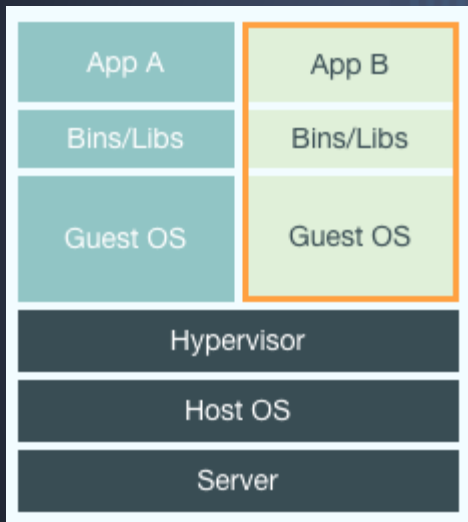 App A
App B
Bins/Libs
Bins/Libs
Guest OS
Guest OS
Hypervisor
Host OS
Server